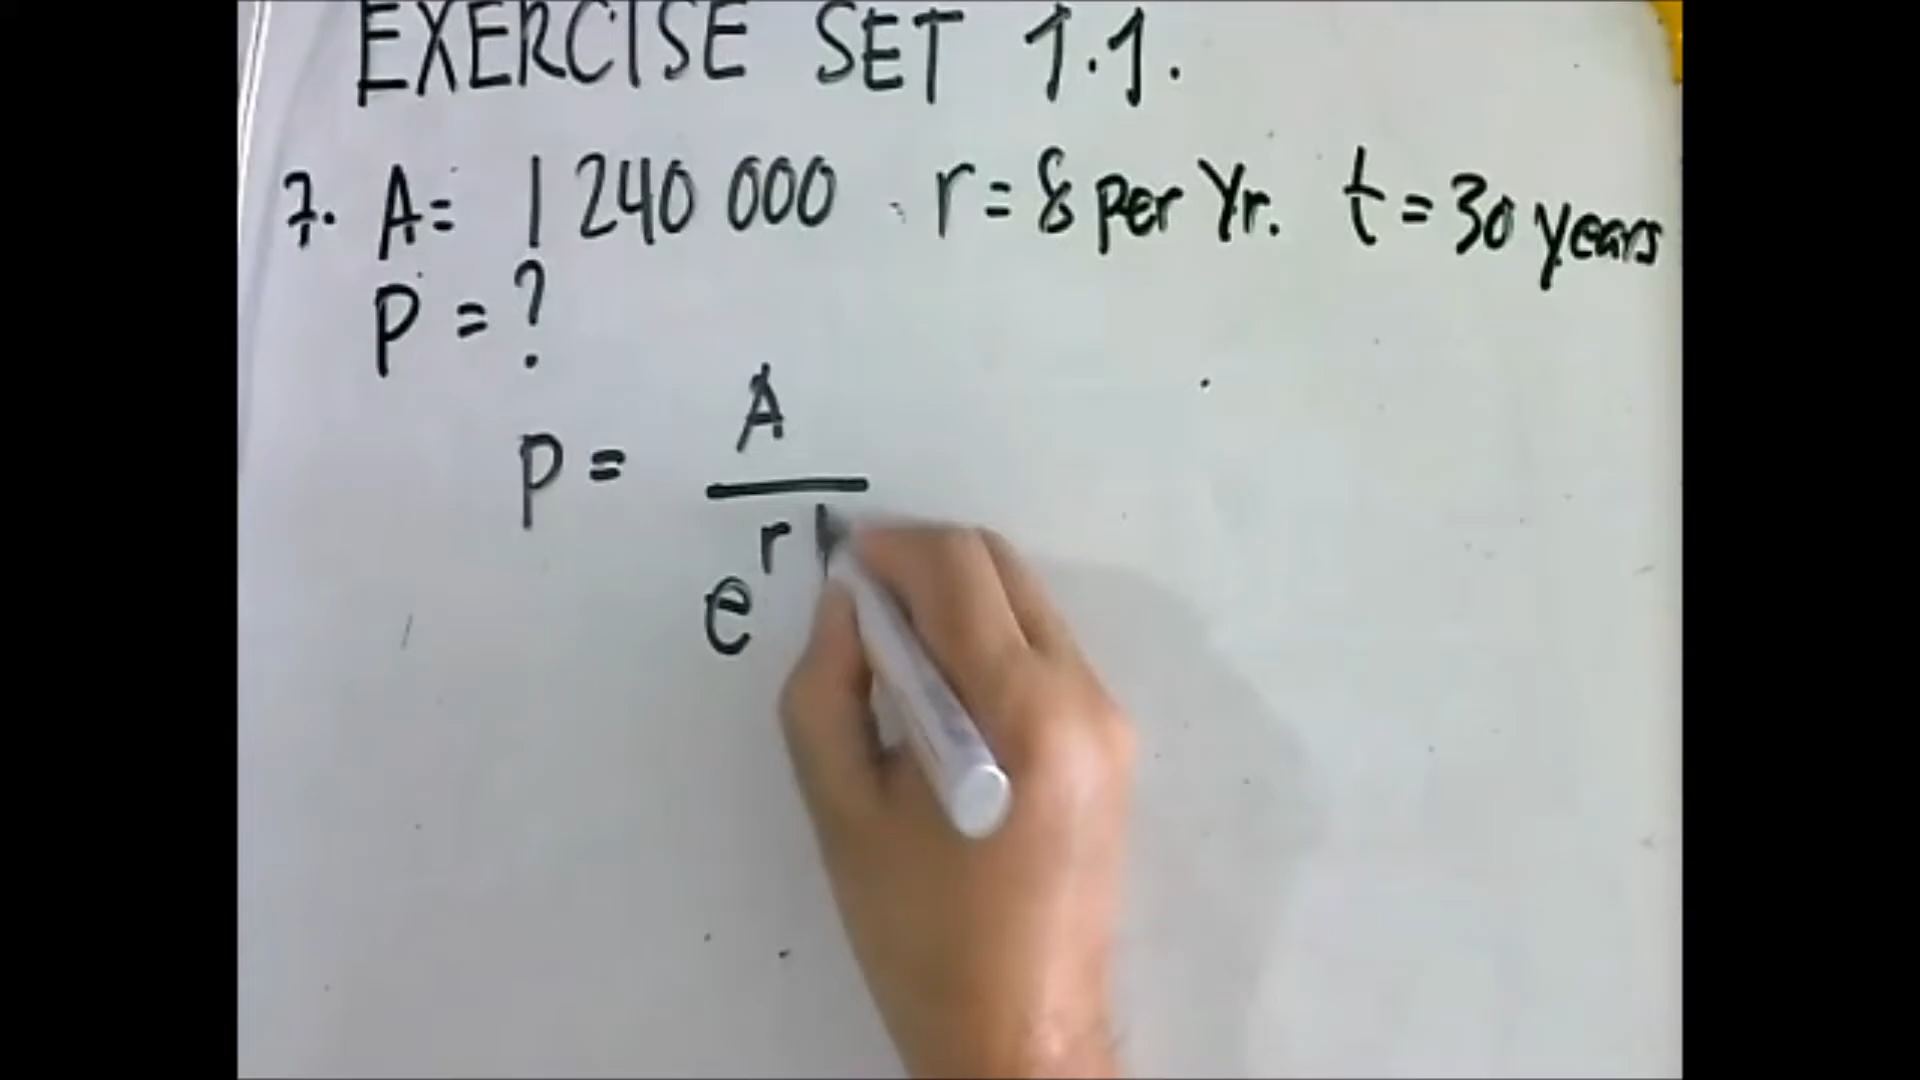 EXERCISE SET 1.1.
7. A = 1 240 000 r = 8 per Yr. t = 30 years
P = ?
P = A
r
e